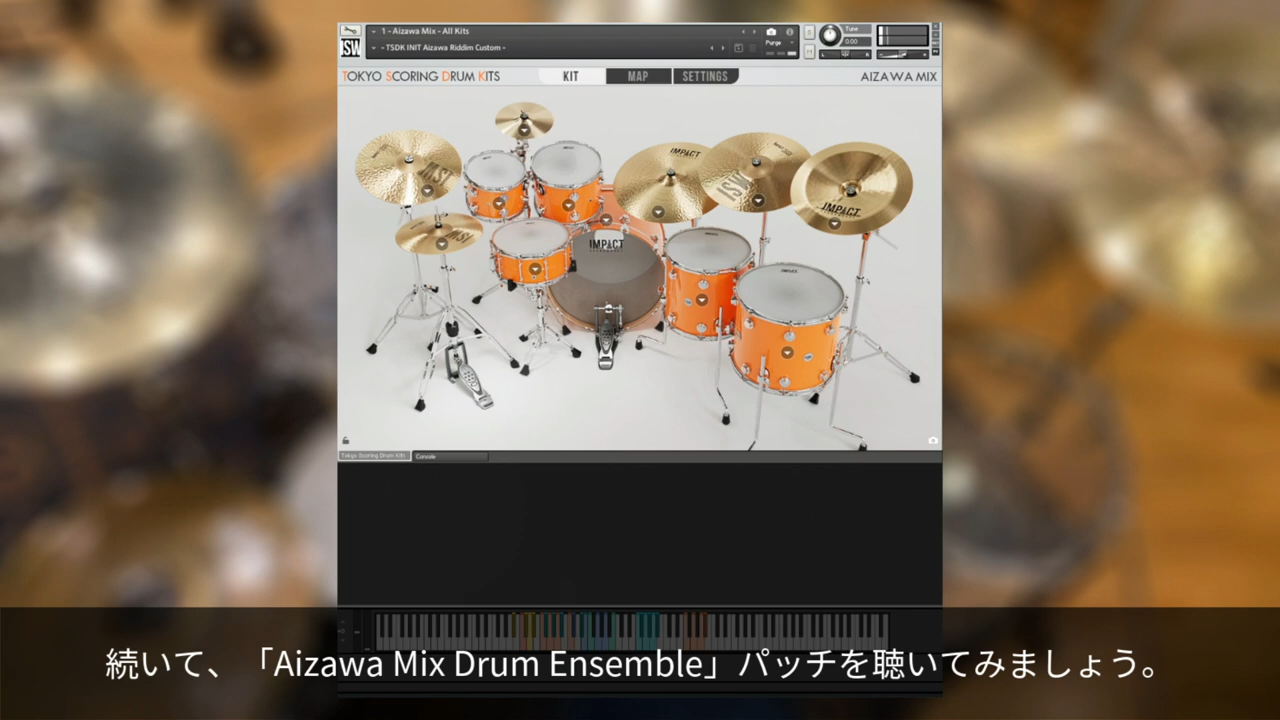 1 - Aizawa Mix - All Kits
- TSDK INIT Aizawa Riddim Custom -
Purge
Tune
0.00
ISW
TOKYO SCORING DRUM KITS
KIT
MAP
SETTINGS
AIZAWA MIX
IMPACT
ISW
IMPACT
IMPACT
Tokyo Scoring Drum Kits
Console
続いて、「Aizawa Mix Drum Ensemble」パッチを聴いてみましょう。